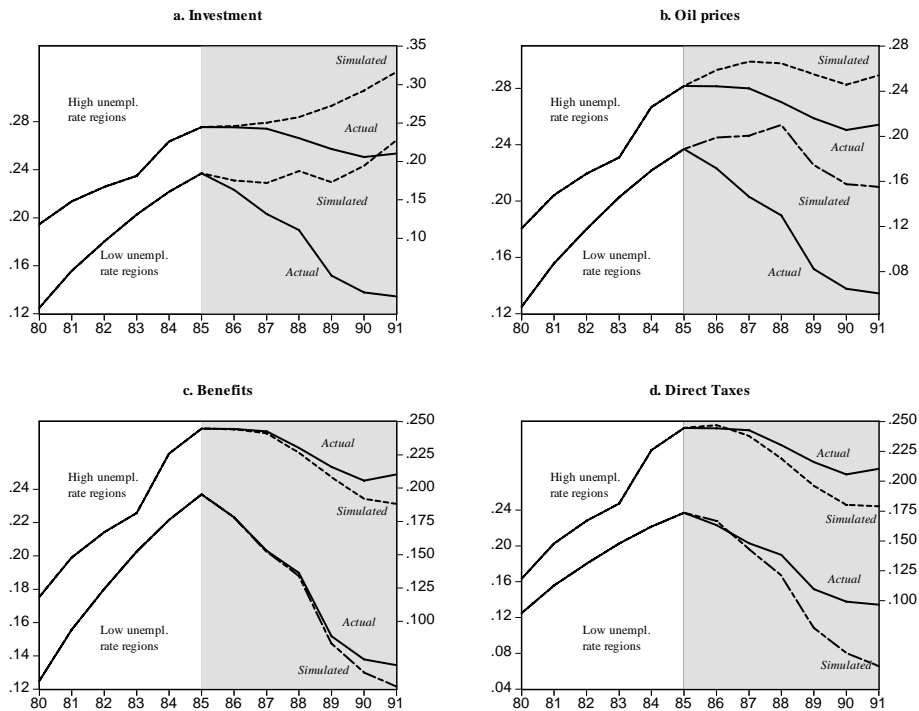 a. Investment
.35
.30
.25
.20
.15
.10
.28
.24
.20
.16
.12
High unempl.
rate regions
Low unempl.
rate regions
Simulated
Actual
Simulated
Actual
80 81 82 83 84 85 86 87 88 89 90 91
b. Oil prices
.28
.24
.20
.16
.12
.08
.28
.24
.20
.16
.12
High unempl.
rate regions
Low unempl.
rate regions
Simulated
Actual
Simulated
Actual
80 81 82 83 84 85 86 87 88 89 90 91
c. Benefits
.250
.225
.200
.175
.150
.125
.100
.24
.22
.20
.18
.16
.14
.12
High unempl.
rate regions
Low unempl.
rate regions
Actual
Simulated
Actual
Simulated
80 81 82 83 84 85 86 87 88 89 90 91
d. Direct Taxes
.250
.225
.200
.175
.150
.125
.100
.24
.20
.16
.12
.08
.04
High unempl.
rate regions
Low unempl.
rate regions
Actual
Simulated
Actual
Simulated
80 81 82 83 84 85 86 87 88 89 90 91